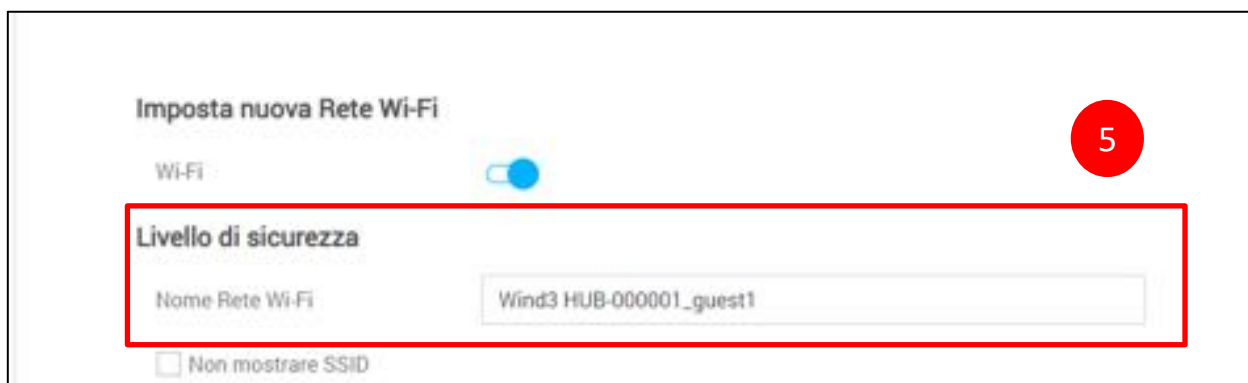 Imposta nuova Rete Wi-Fi
5
Wi-Fi
Livello di sicurezza
Nome Rete Wi-Fi Wind3 HUB-000001_guest1
Non mostrare SSID